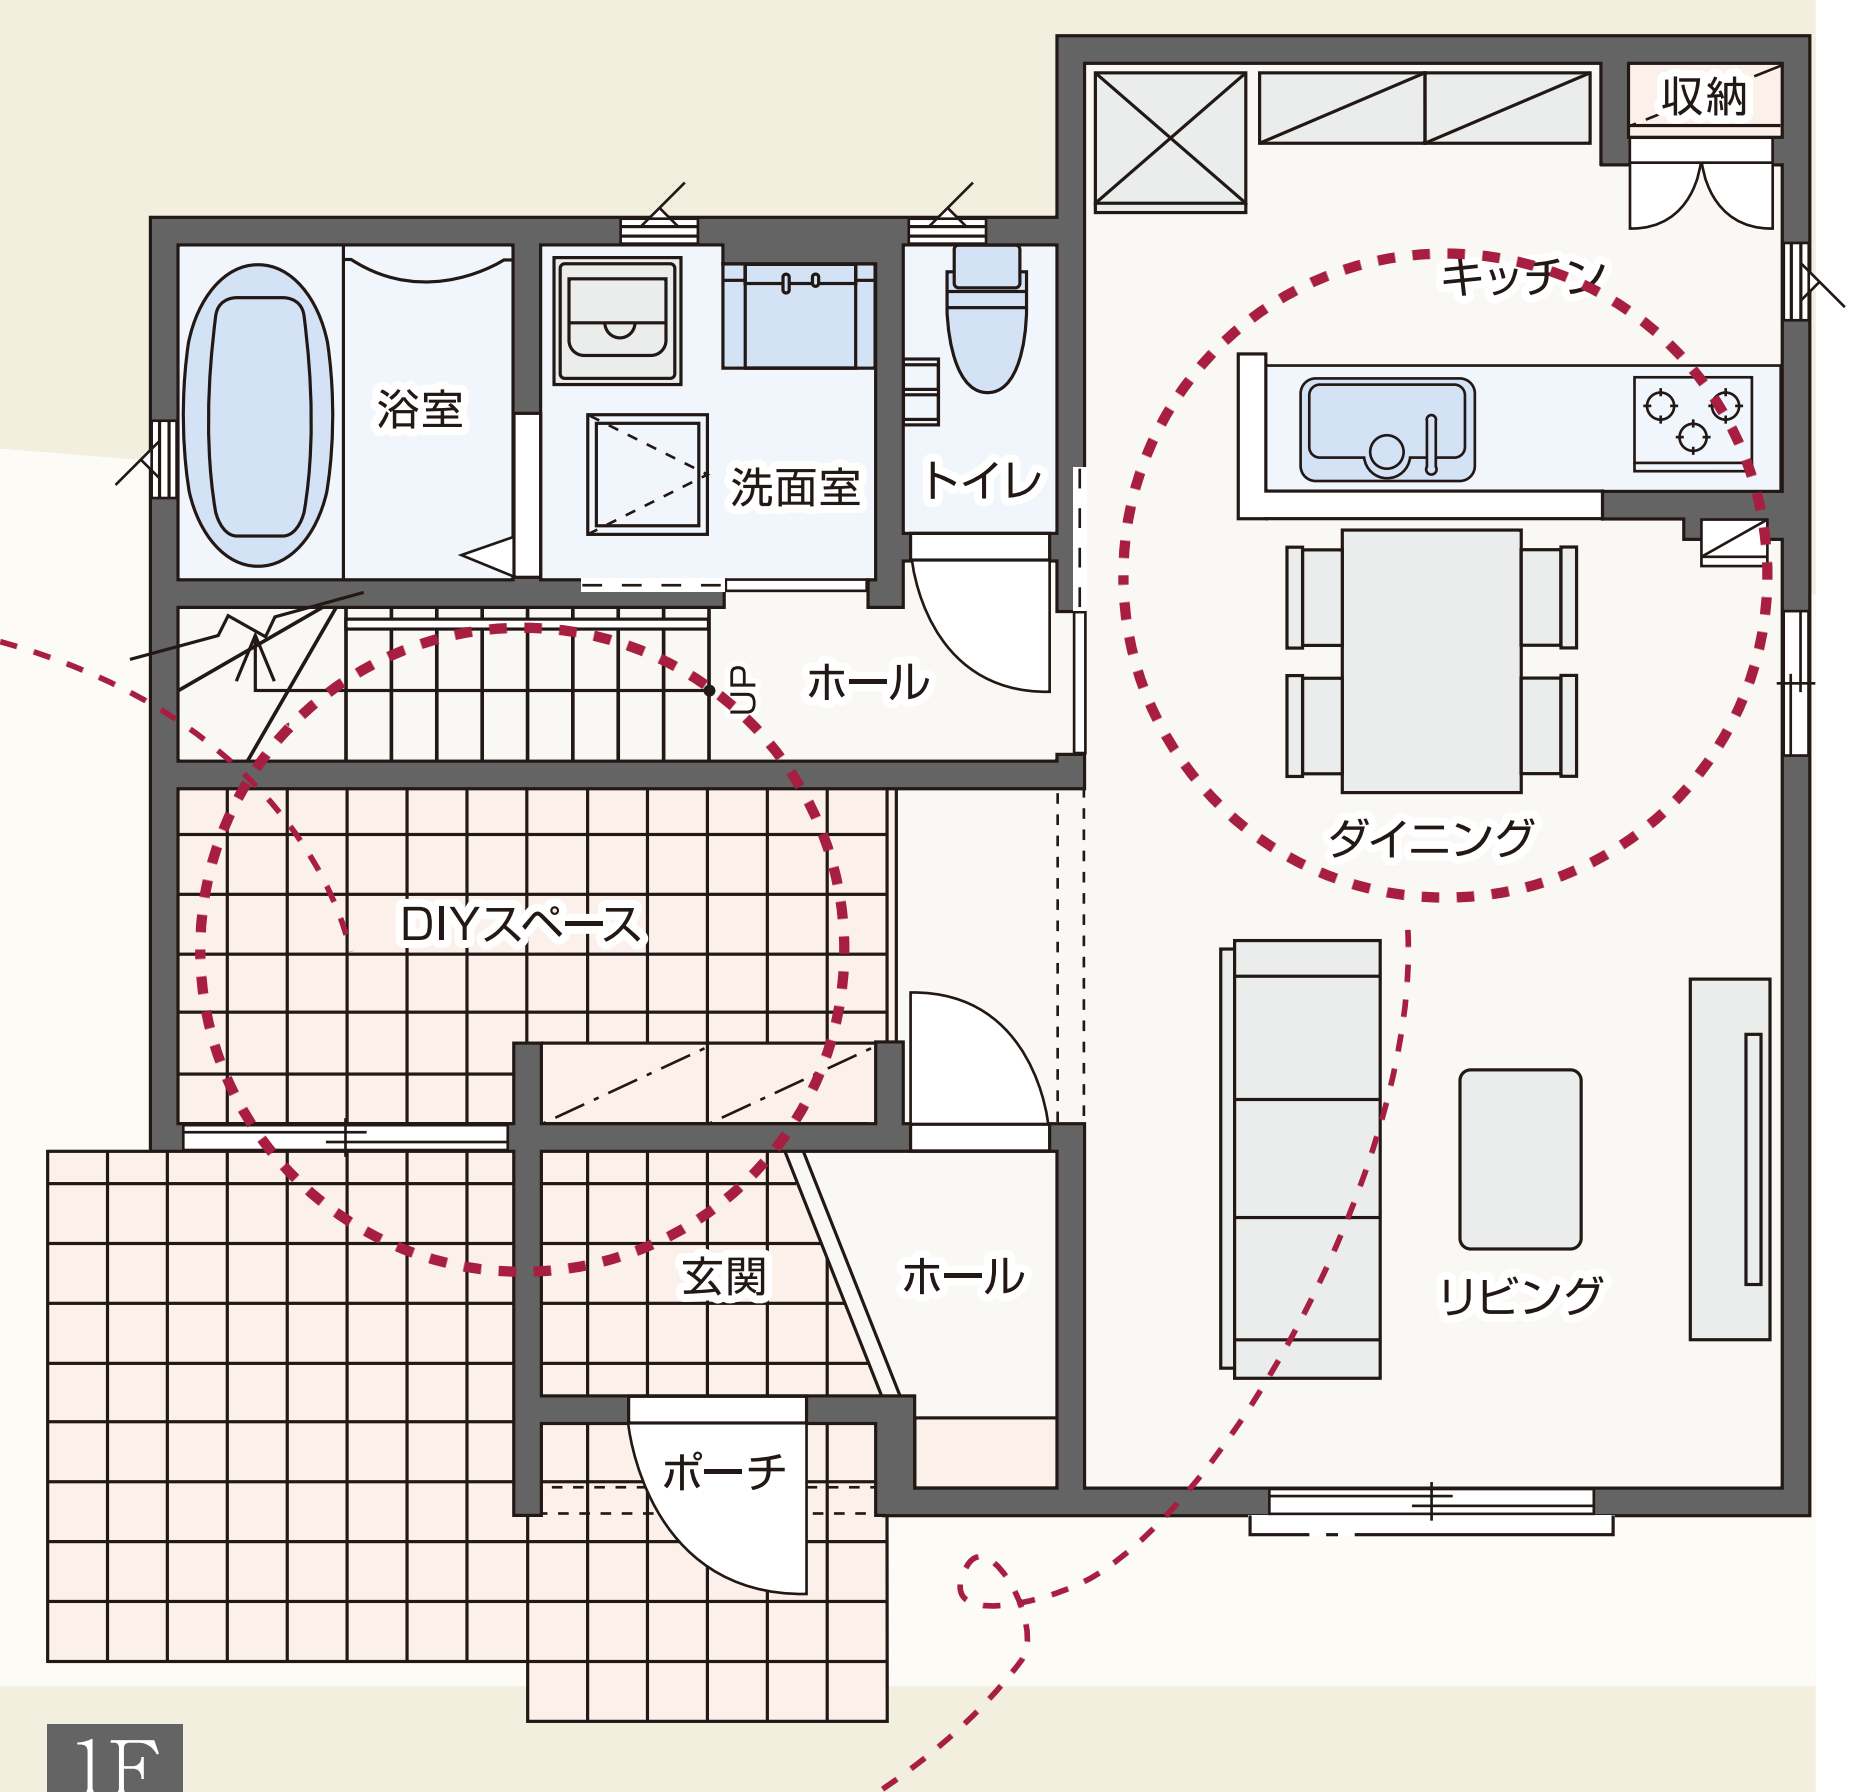 収納
キッチン
浴室
洗面室
トイレ
UP
ホール
ダイニング
DIYスペース
玄関
ホール
リビング
ポーチ
1F